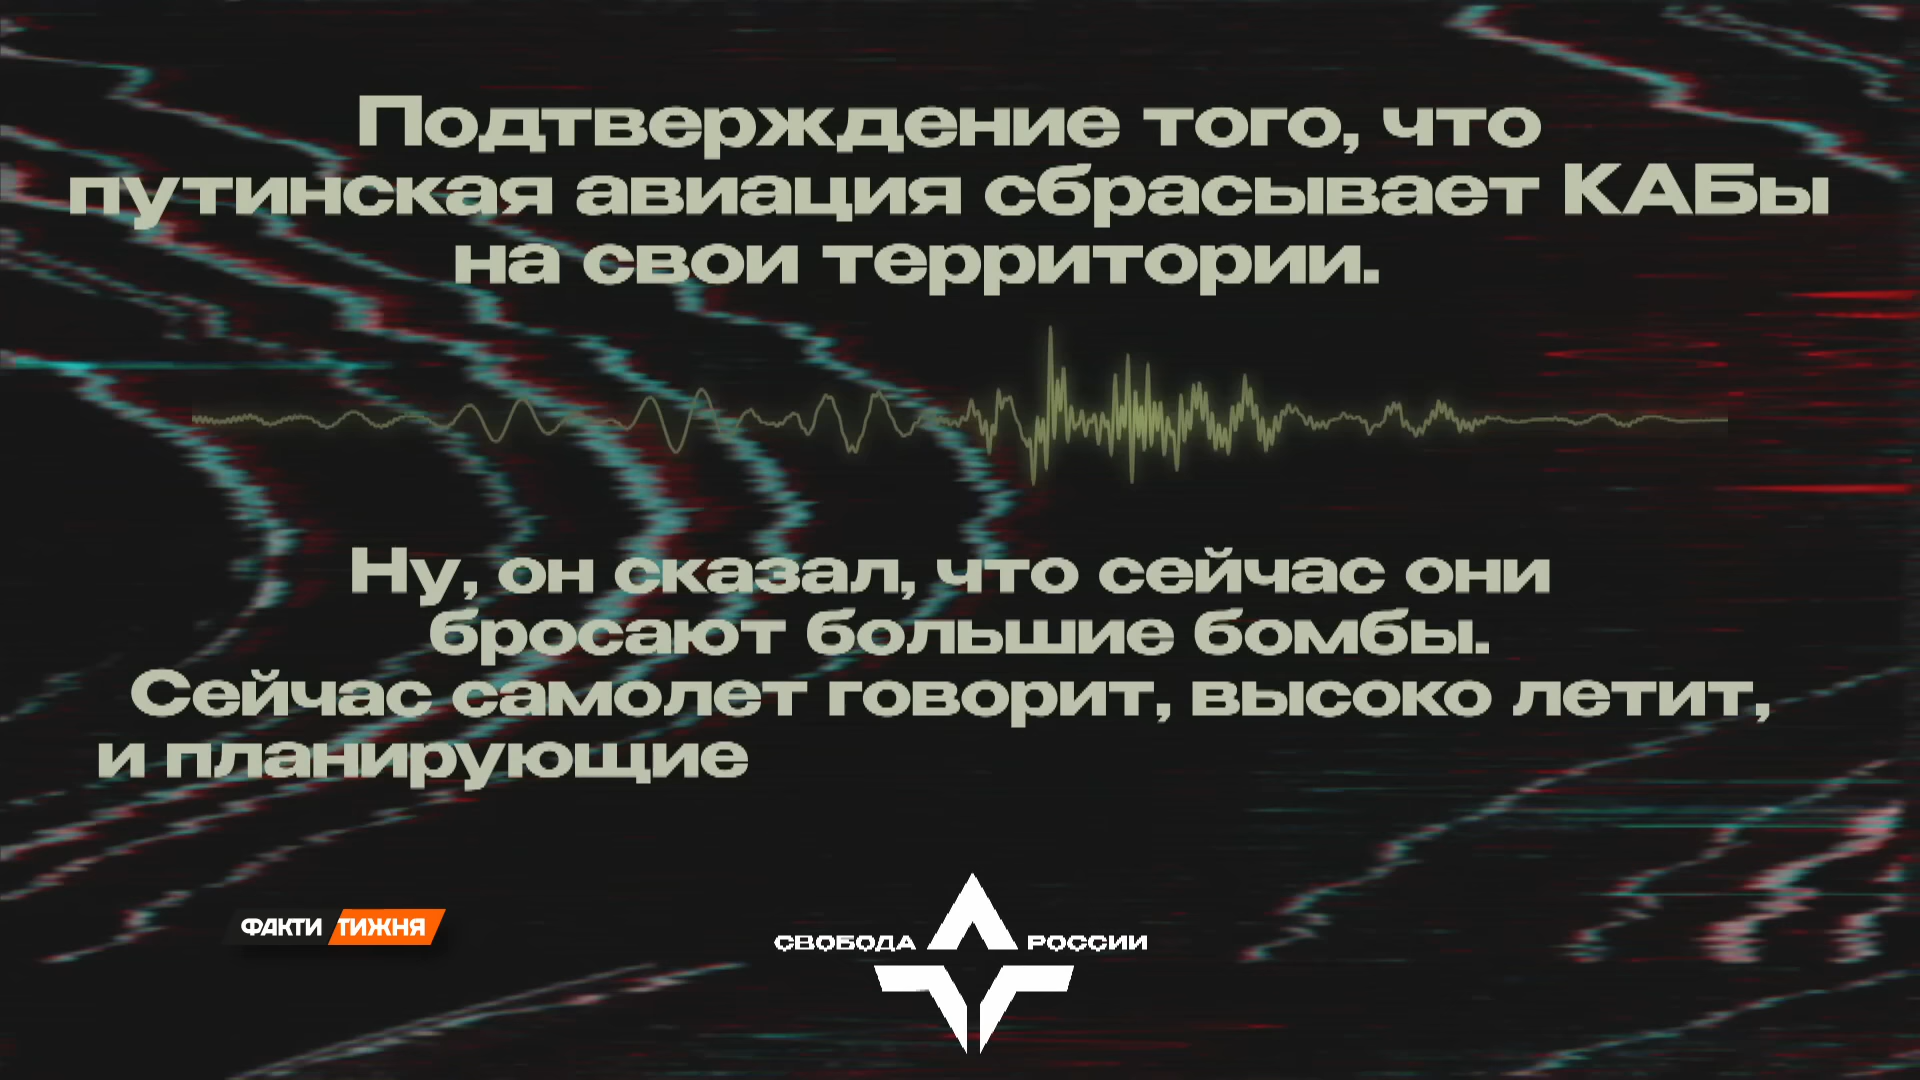 Подтверждение того, что
путинская авиация сбрасывает КАБы
на свои территории.
Ну, он сказал, что сейчас они
бросают большие бомбы.
Сейчас самолет говорит, высоко летит,
и планирующие
ФАКТИ ТИЖНЯ
СВОБОДА РОССИИ